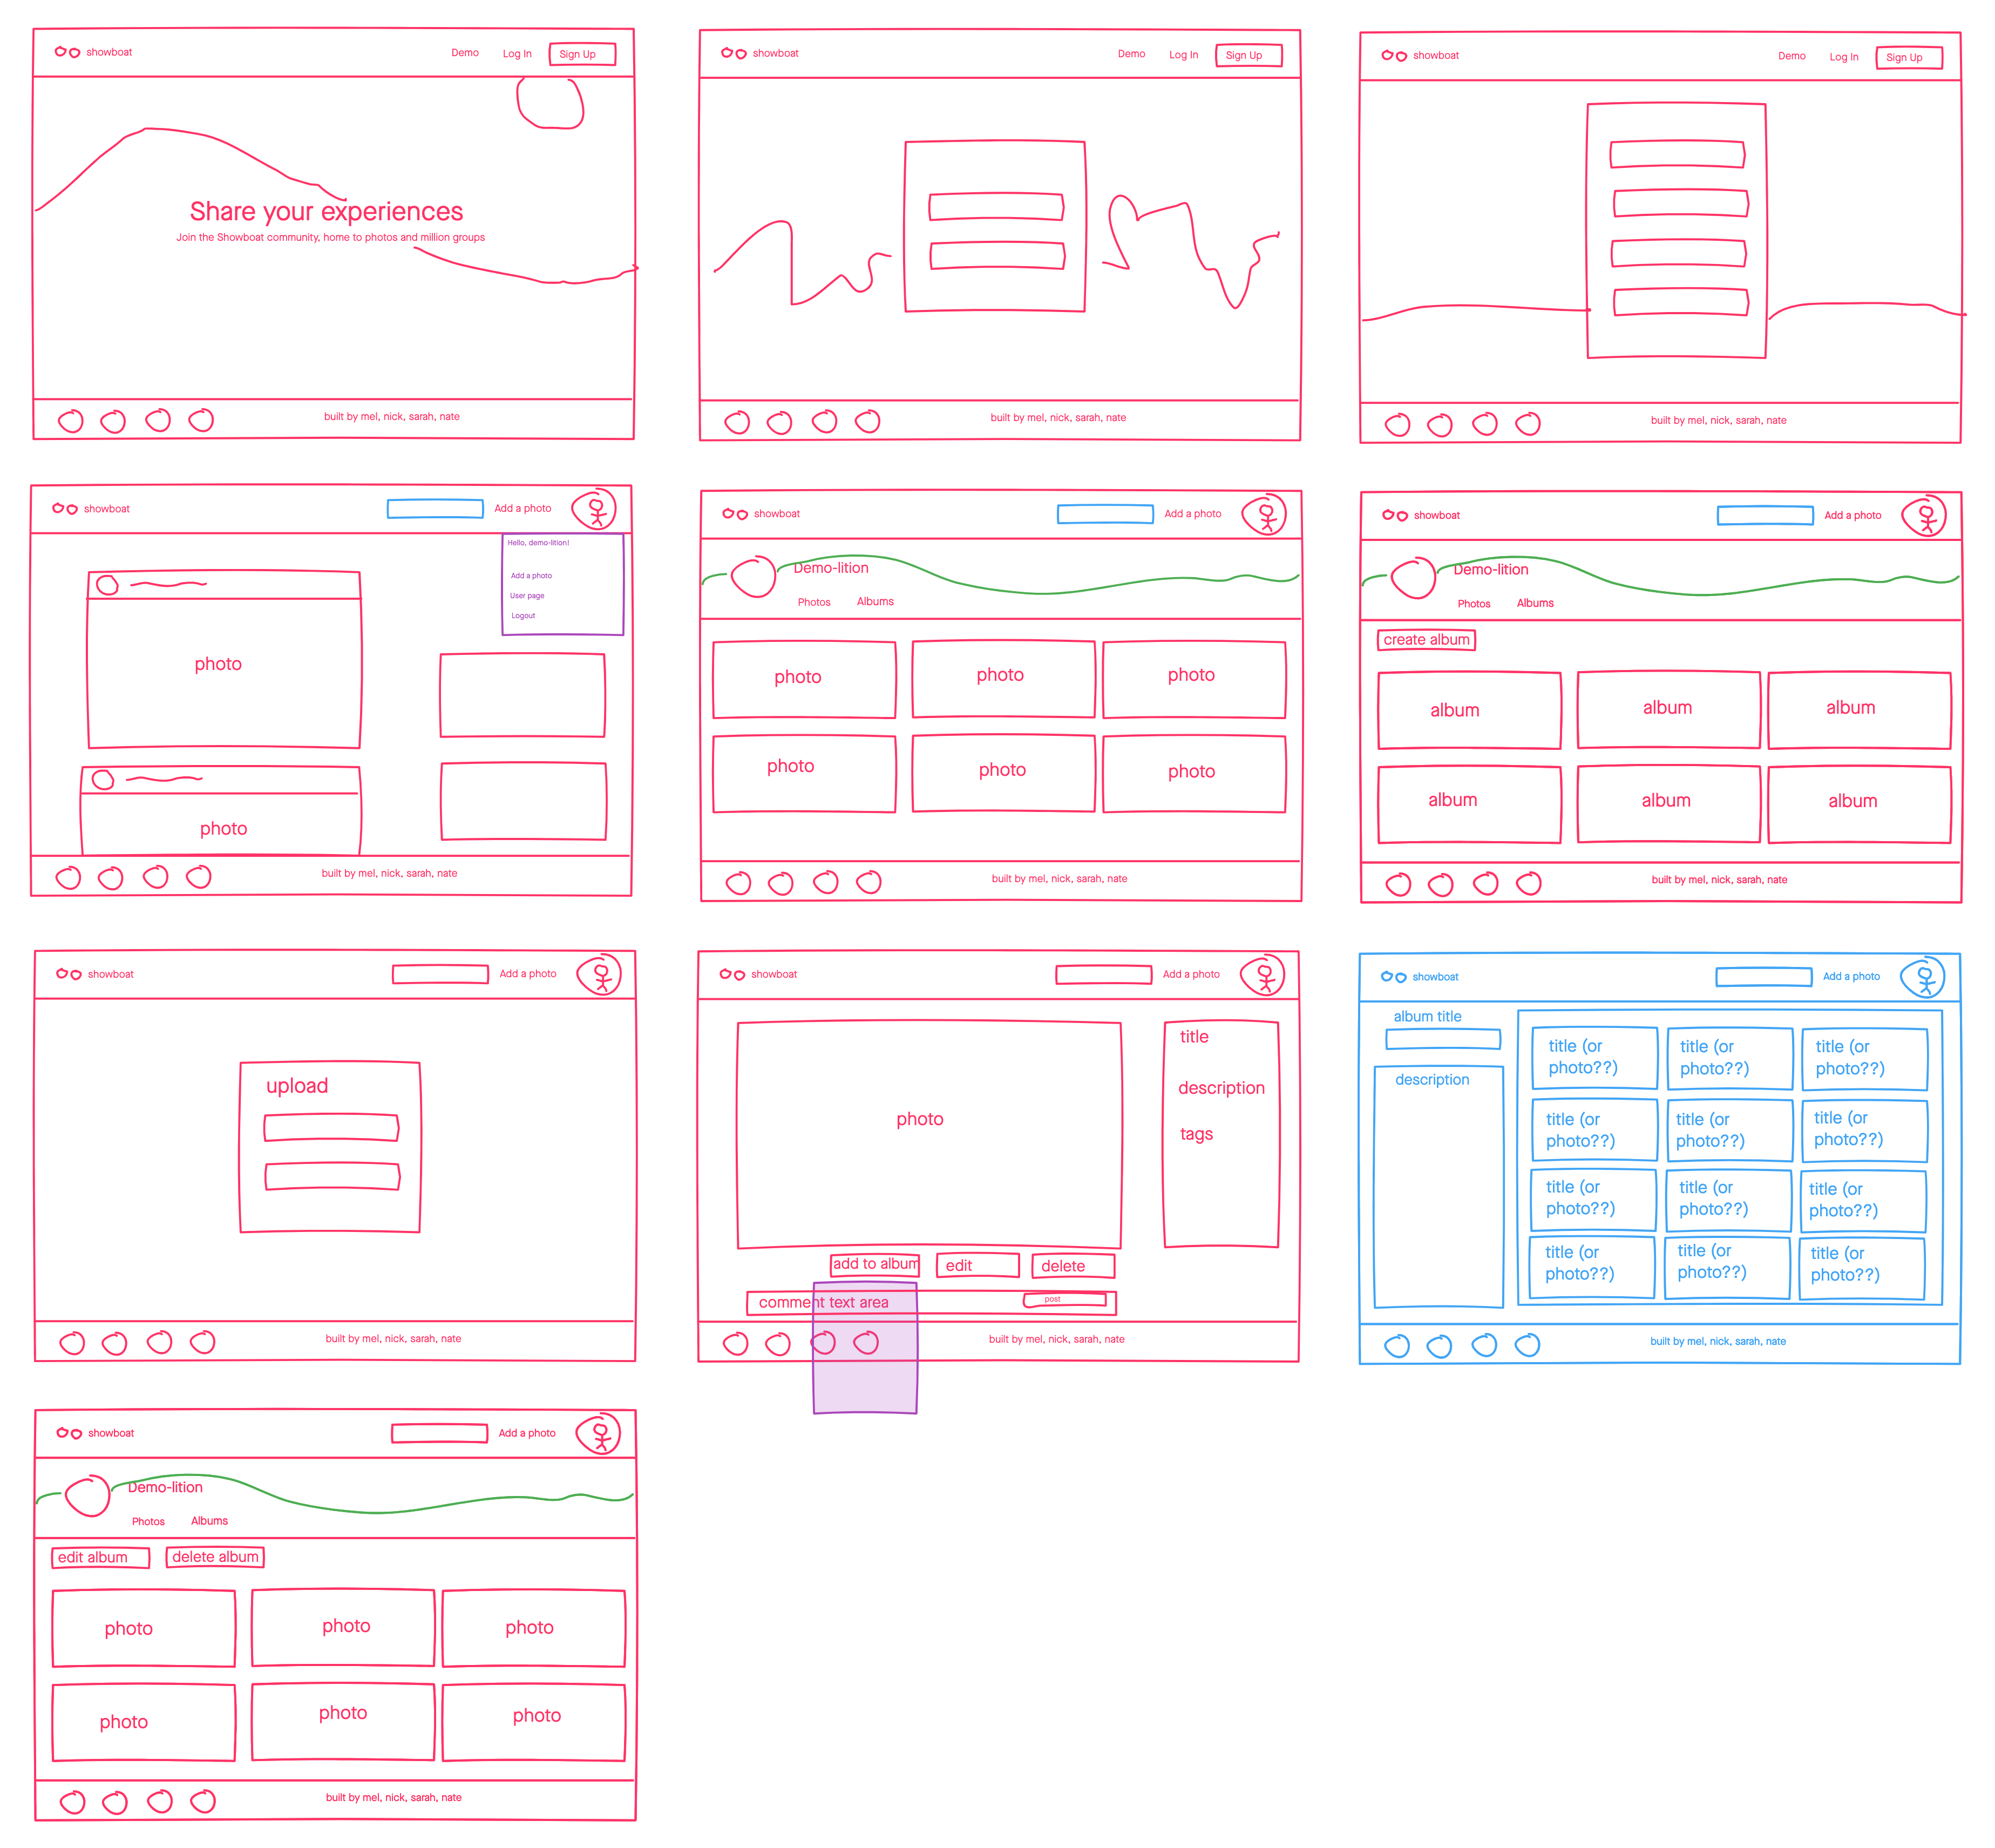 showboat
Demo
Log In
Sign Up
Share your experiences
Join the Showboat community, home to photos and million groups
built by mel, nick, sarah, nate
showboat
Demo
Log In
Sign Up
built by mel, nick, sarah, nate
showboat
Demo
Log In
Sign Up
built by mel, nick, sarah, nate
showboat
Add a photo
Hello, demo-lition!
Add a photo
User page
Logout
photo
photo
built by mel, nick, sarah, nate
showboat
Add a photo
Demo-lition
Photos
Albums
photo
photo
photo
photo
photo
photo
built by mel, nick, sarah, nate
showboat
Add a photo
Demo-lition
Photos
Albums
create album
album
album
album
album
album
album
built by mel, nick, sarah, nate
showboat
Add a photo
upload
built by mel, nick, sarah, nate
showboat
Add a photo
photo
title
description
tags
add to album
edit
delete
comment text area
post
built by mel, nick, sarah, nate
showboat
Add a photo
album title
description
title (or
photo??)
title (or
photo??)
title (or
photo??)
title (or
photo??)
title (or
photo??)
title (or
photo??)
title (or
photo??)
title (or
photo??)
title (or
photo??)
title (or
photo??)
title (or
photo??)
title (or
photo??)
built by mel, nick, sarah, nate
showboat
Add a photo
Demo-lition
Photos
Albums
edit album
delete album
photo
photo
photo
photo
photo
photo
built by mel, nick, sarah, nate